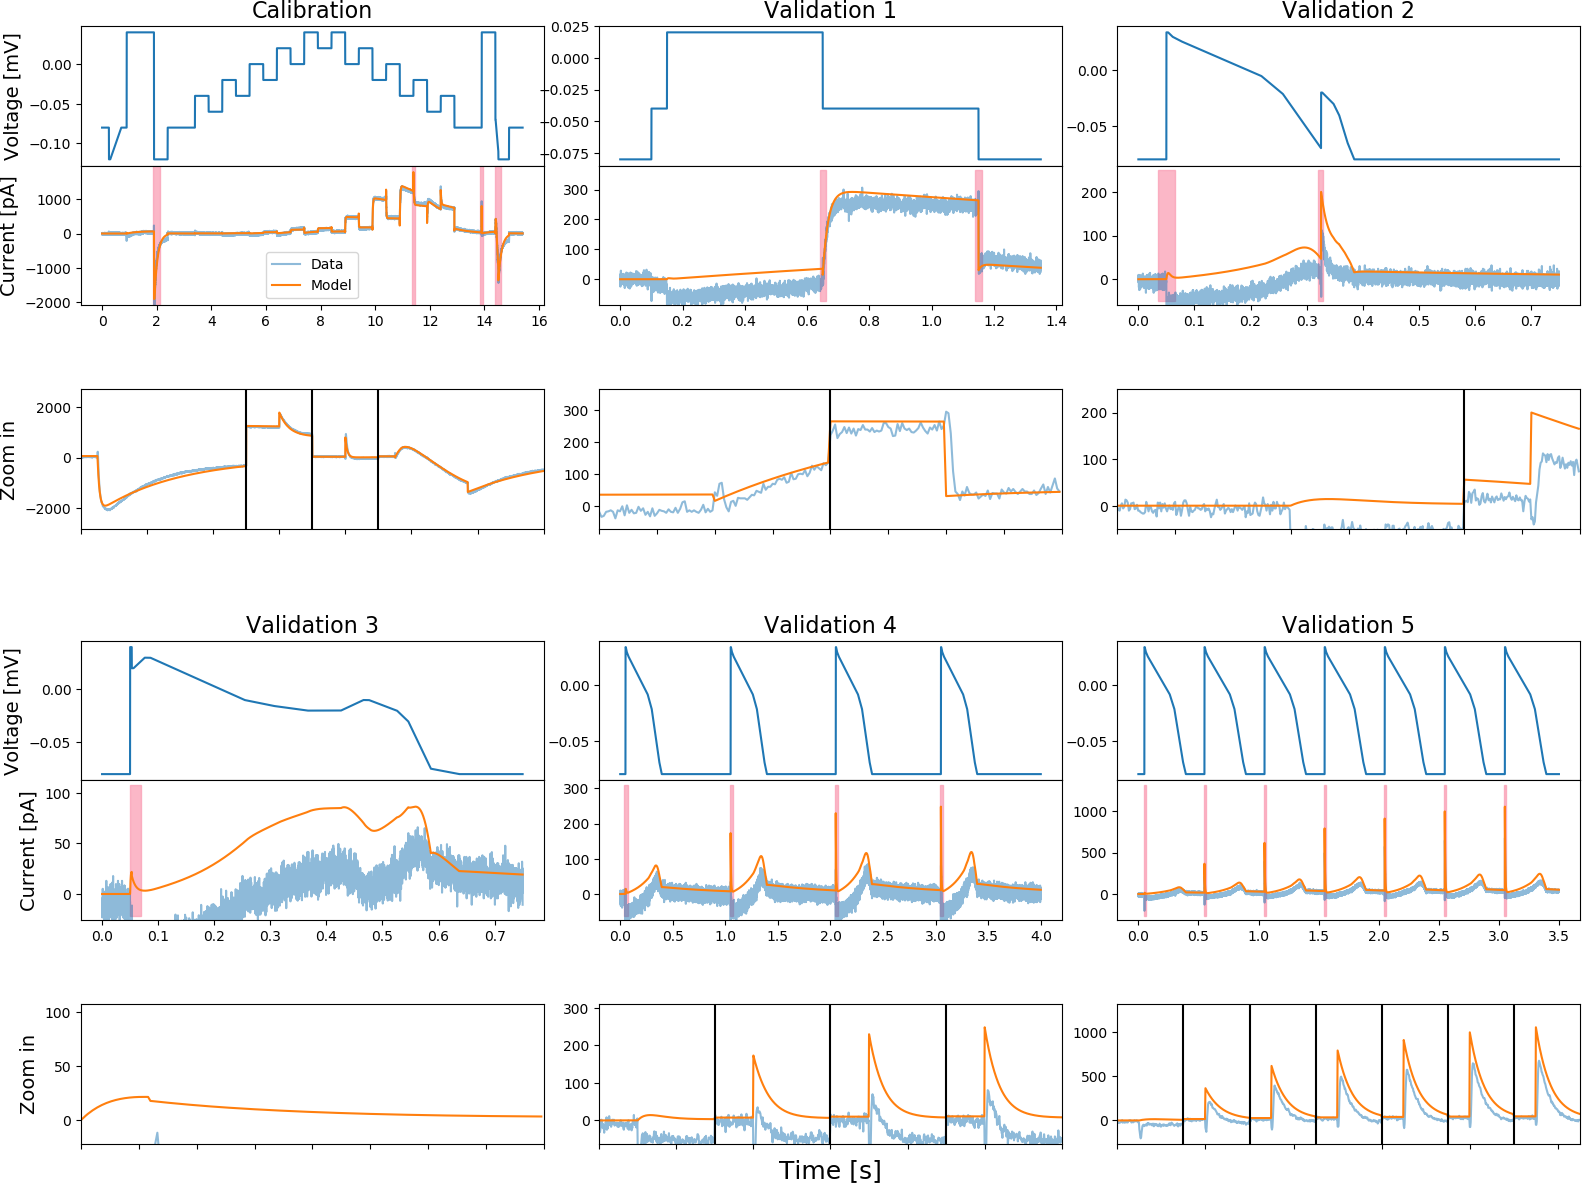 Calibration
Validation 1
Validation 2
Voltage [mV]
0.00
−0.05
−0.10
0.025
0.000
−0.025
−0.050
−0.075
0.00
−0.05
Current [pA]
1000
0
−1000
−2000
Data
Model
300
200
100
0
200
100
0
0 2 4 6 8 10 12 14 16
0.0 0.2 0.4 0.6 0.8 1.0 1.2 1.4
0.0 0.1 0.2 0.3 0.4 0.5 0.6 0.7
Zoom in
2000
0
−2000
300
200
100
0
200
100
0
Validation 3
Validation 4
Validation 5
Voltage [mV]
0.00
−0.05
0.00
−0.05
0.00
−0.05
Current [pA]
100
50
0
300
200
100
0
1000
500
0
0.0 0.1 0.2 0.3 0.4 0.5 0.6 0.7
0.0 0.5 1.0 1.5 2.0 2.5 3.0 3.5 4.0
0.0 0.5 1.0 1.5 2.0 2.5 3.0 3.5
Zoom in
100
50
0
300
200
100
0
1000
500
0
Time [s]